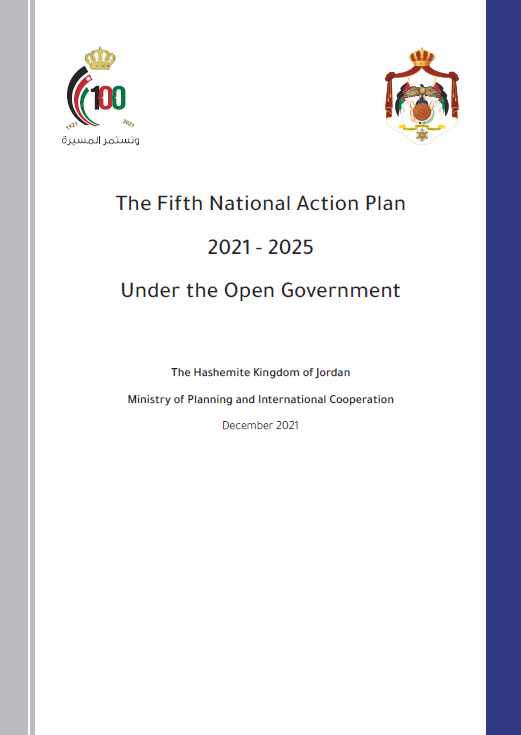 100
1921
2021
وتستمر المسيرة
The Fifth National Action Plan
2021 - 2025
Under the Open Government
The Hashemite Kingdom of Jordan
Ministry of Planning and International Cooperation
December 2021